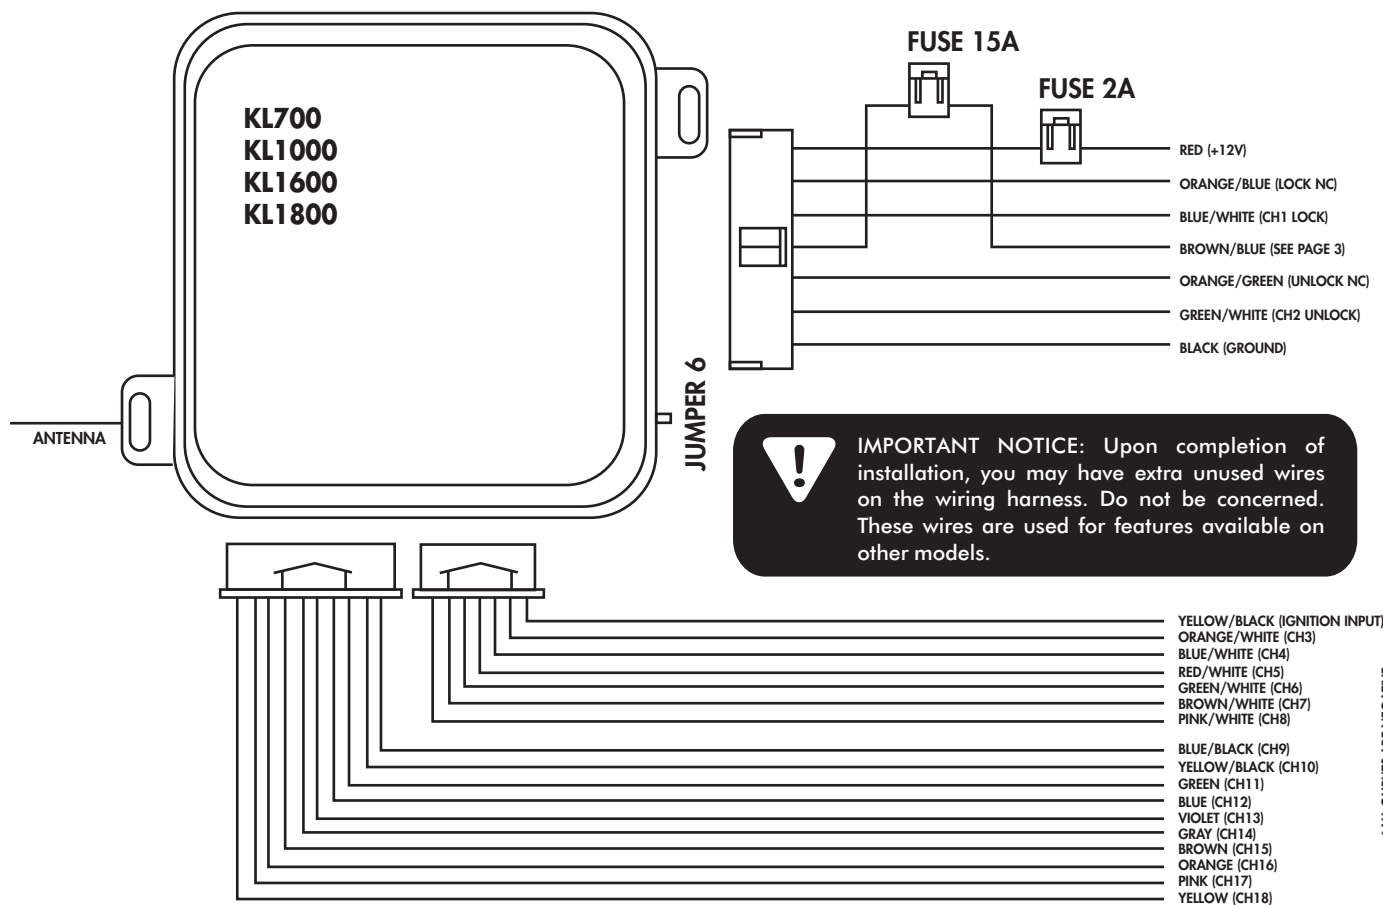 KL700
KL1000
KL1600
KL1800
FUSE 15A
FUSE 2A
RED (+12V)
ORANGE/BLUE (LOCK NC)
BLUE/WHITE (CH1 LOCK)
BROWN/BLUE (SEE PAGE 3)
ORANGE/GREEN (UNLOCK NC)
GREEN/WHITE (CH2 UNLOCK)
BLACK (GROUND)
ANTENNA
JUMPER 6
IMPORTANT NOTICE: Upon completion of
installation, you may have extra unused wires
on the wiring harness. Do not be concerned.
These wires are used for features available on
other models.
YELLOW/BLACK (IGNITION INPUT)
ORANGE/WHITE (CH3)
BLUE/WHITE (CH4)
RED/WHITE (CH5)
GREEN/WHITE (CH6)
BROWN/WHITE (CH7)
PINK/WHITE (CH8)
BLUE/BLACK (CH9)
YELLOW/BLACK (CH10)
GREEN (CH11)
BLUE (CH12)
VIOLET (CH13)
GRAY (CH14)
BROWN (CH15)
ORANGE (CH16)
PINK (CH17)
YELLOW (CH18)